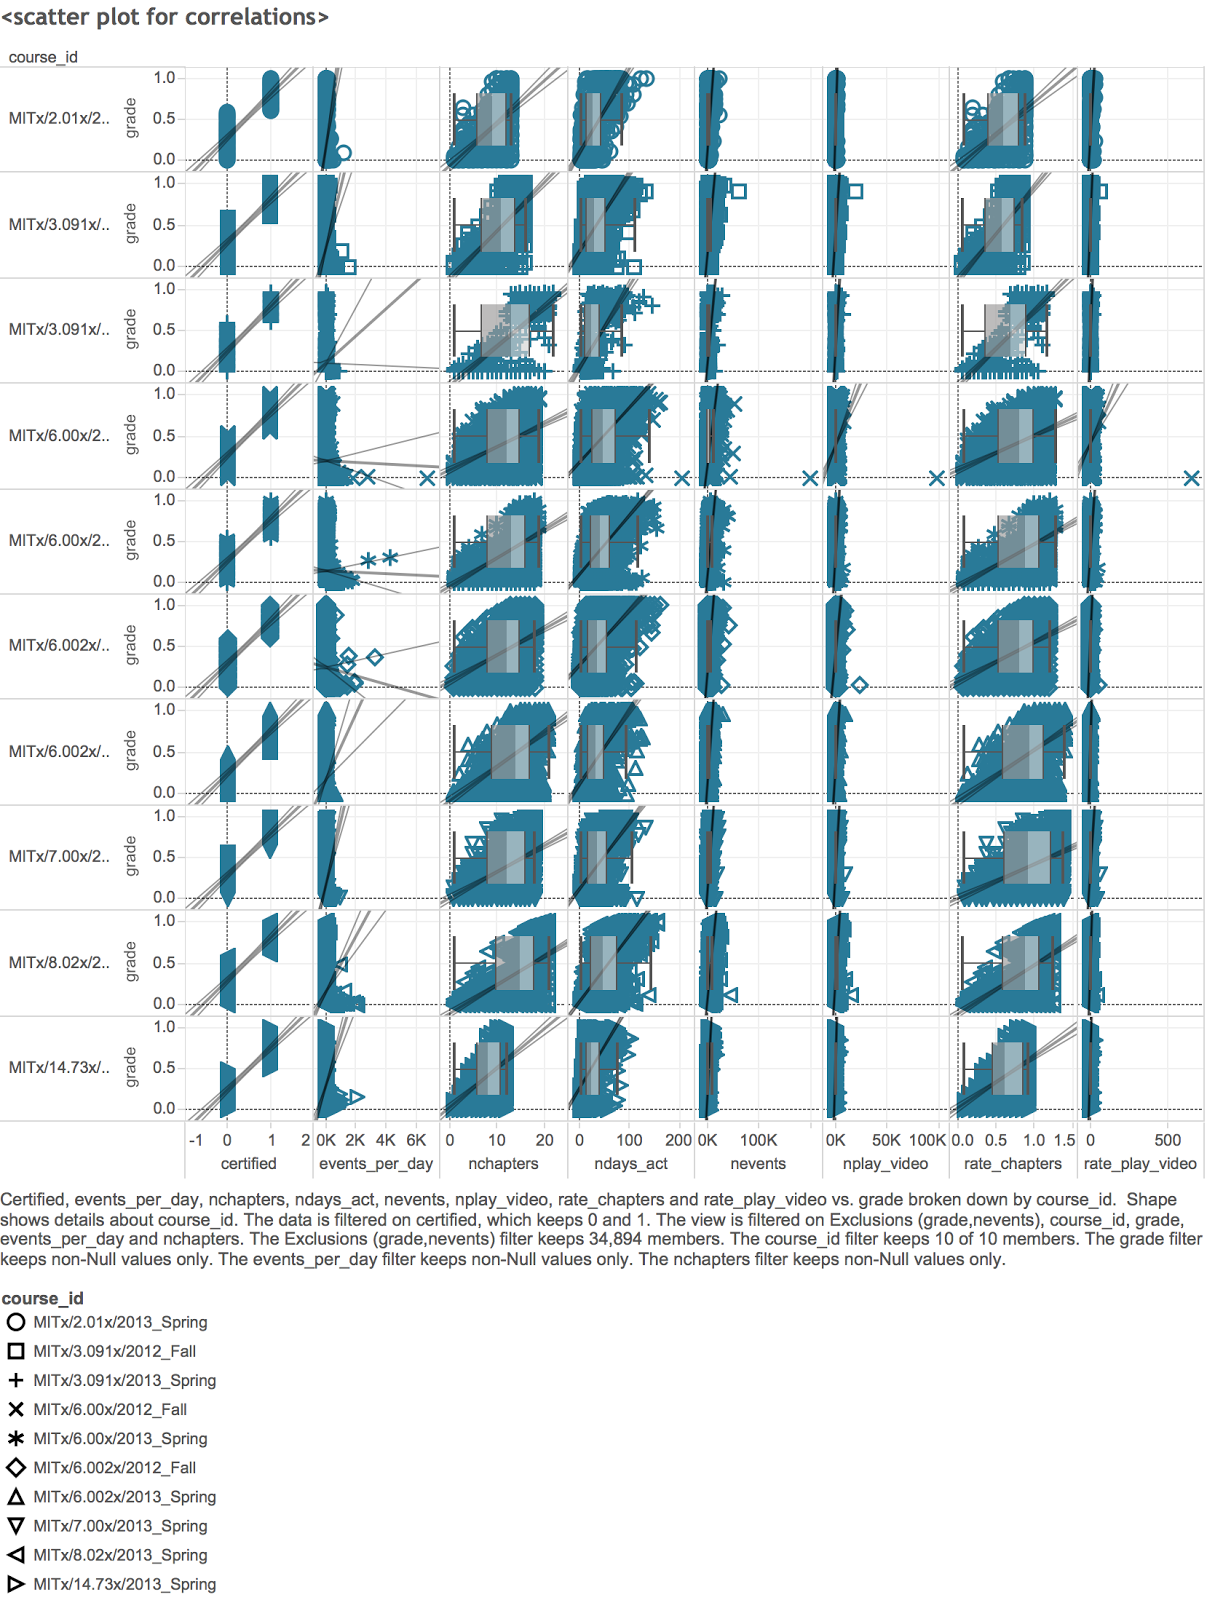 <scatter plot for correlations>
course_id
MITx/2.01x/2..
grade
1.0
0.5
0.0
MITx/3.091x/..
grade
1.0
0.5
0.0
MITx/3.091x/..
grade
1.0
0.5
0.0
MITx/6.00x/2...
grade
1.0
0.5
0.0
MITx/6.00x/2...
grade
1.0
0.5
0.0
MITx/6.002x/..
grade
1.0
0.5
0.0
MITx/6.002x/..
grade
1.0
0.5
0.0
MITx/7.00x/2...
grade
1.0
0.5
0.0
MITx/8.02x/2...
grade
1.0
0.5
0.0
MITx/14.73x/..
grade
1.0
0.5
0.0
-1 0 1 2 0K 2K 4K 6K 0 10 20 0 100 200 0K 100K 0K 50K 100K 0.0 0.5 1.0 1.5 0 500
certified events_per_day nchapters ndays_act nevents nplay_video rate_chapters rate_play_video
Certified, events_per_day, nchapters, ndays_act, nevents, nplay_video, rate_chapters and rate_play_video vs. grade broken down by course_id. Shape
shows details about course_id. The data is filtered on certified, which keeps 0 and 1. The view is filtered on Exclusions (grade,nevents), course_id, grade,
events_per_day and nchapters. The Exclusions (grade,nevents) filter keeps 34,894 members. The course_id filter keeps 10 of 10 members. The grade filter
keeps non-Null values only. The events_per_day filter keeps non-Null values only. The nchapters filter keeps non-Null values only.
course_id
MITx/2.01x/2013_Spring
MITx/3.091x/2012_Fall
MITx/3.091x/2013_Spring
MITx/6.00x/2012_Fall
MITx/6.00x/2013_Spring
MITx/6.002x/2012_Fall
MITx/6.002x/2013_Spring
MITx/7.00x/2013_Spring
MITx/8.02x/2013_Spring
MITx/14.73x/2013_Spring